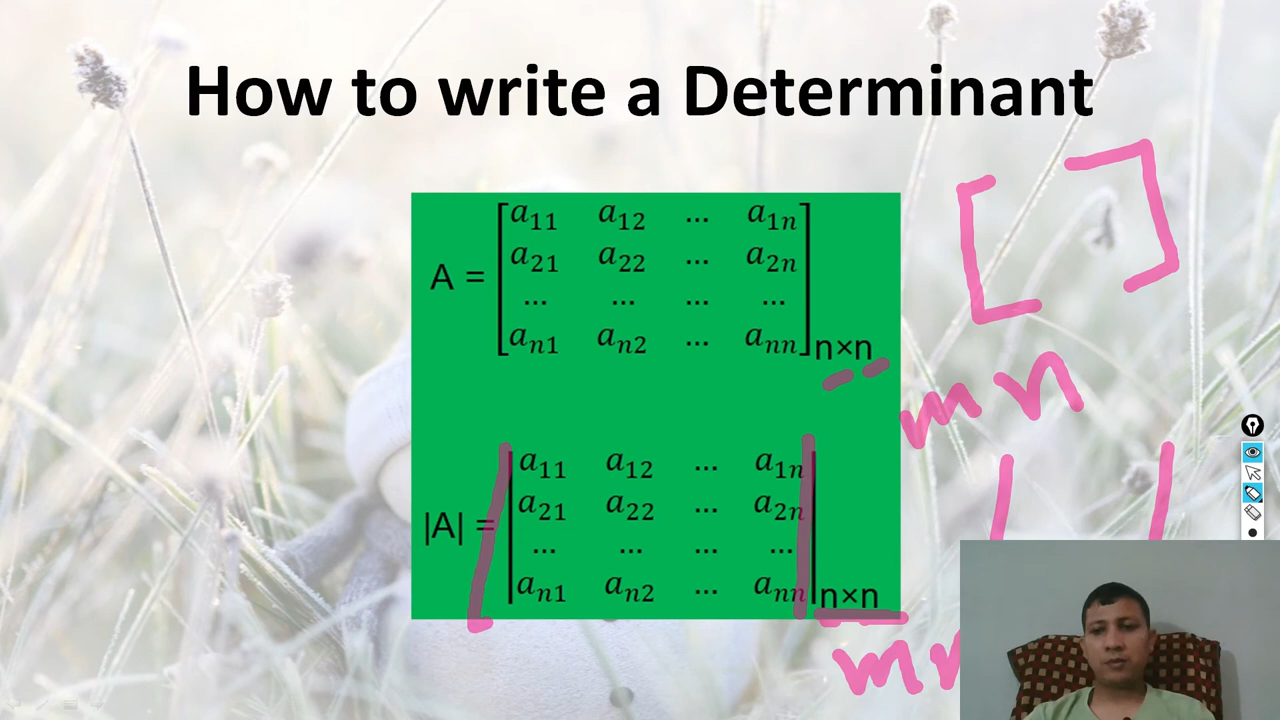 How to write a Determinant
A = [a11 a12 ... a1n
a21 a22 ... a2n
... ... ... ...
an1 an2 ... ann]n×n
[ ]
m n
|A| = |a11 a12 ... a1n
a21 a22 ... a2n
... ... ... ...
an1 an2 ... ann|n×n
| |
m n